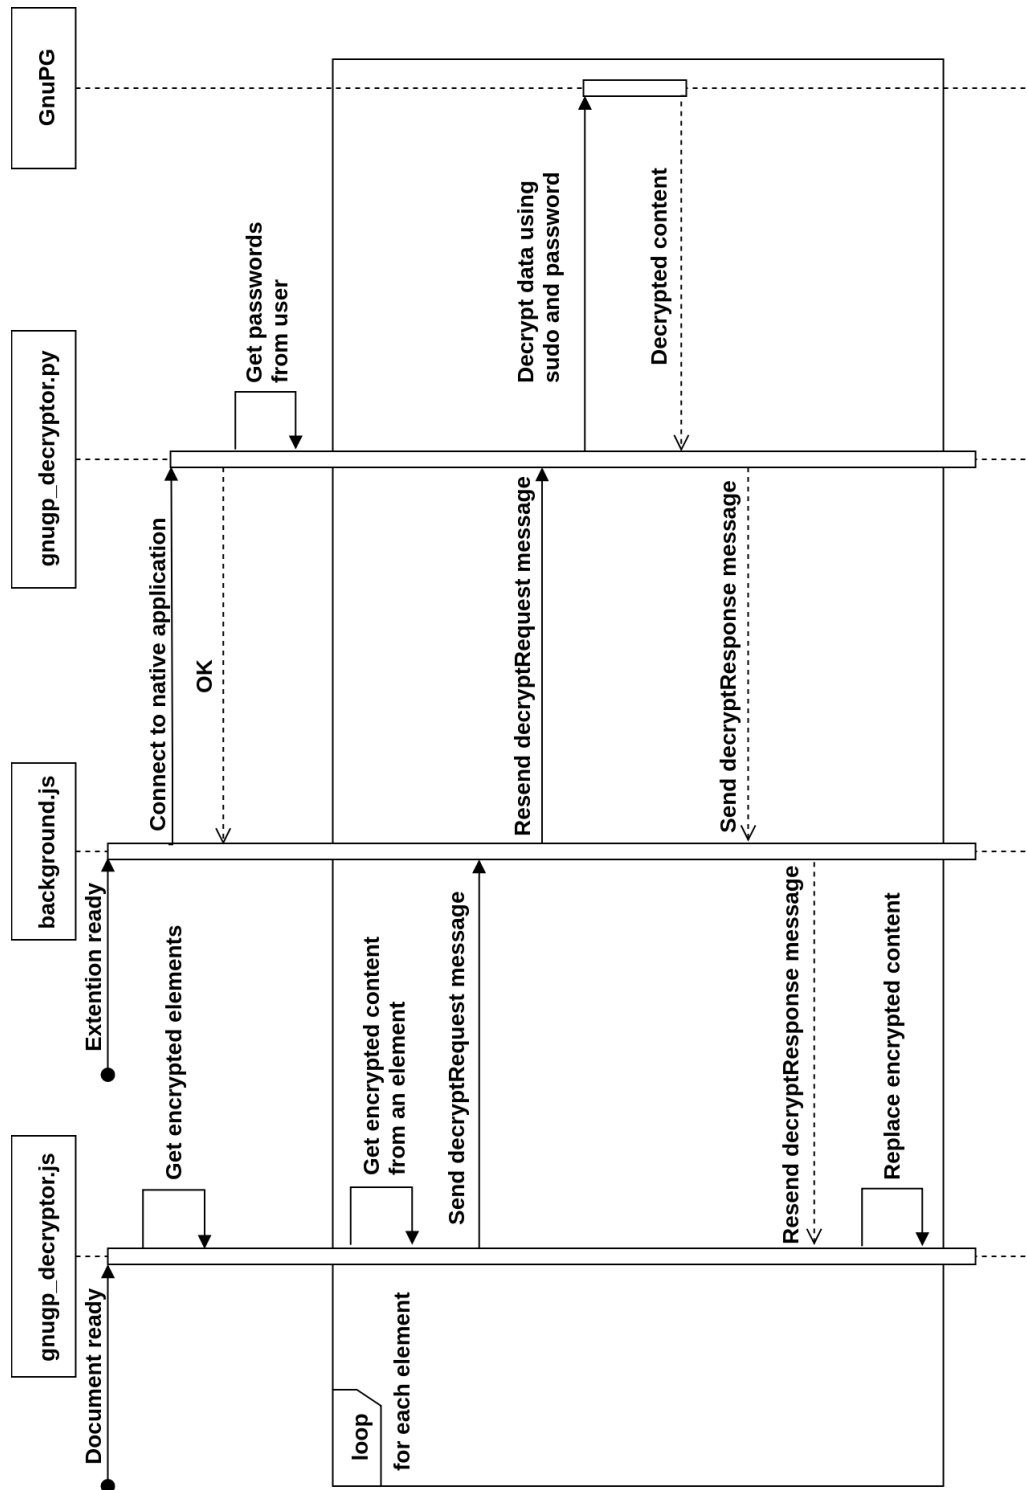 gnugp_decryptor.js
background.js
gnugp_decryptor.py
GnuPG
Document ready
Extention ready
Connect to native application
Get encrypted elements
OK
Get passwords
from user
loop
for each element
Get encrypted content
from an element
Send decryptRequest message
Resend decryptRequest message
Decrypt data using
sudo and password
Decrypted content
Send decryptResponse message
Resend decryptResponse message
Replace encrypted content